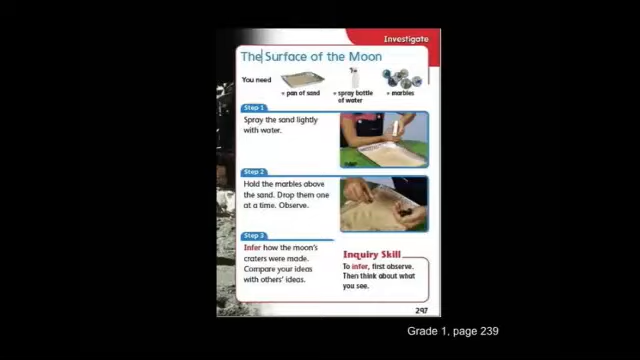 Investigate
The Surface of the Moon
You need
• pan of sand
• spray bottle
of water
• marbles
Step 1
Spray the sand lightly
with water.
Step 2
Hold the marbles above
the sand. Drop them one
at a time. Observe.
Step 3
Infer how the moon's
craters were made.
Compare your ideas
with others' ideas.
Inquiry Skill
To infer, first observe.
Then think about what
you see.
297
Grade 1, page 239